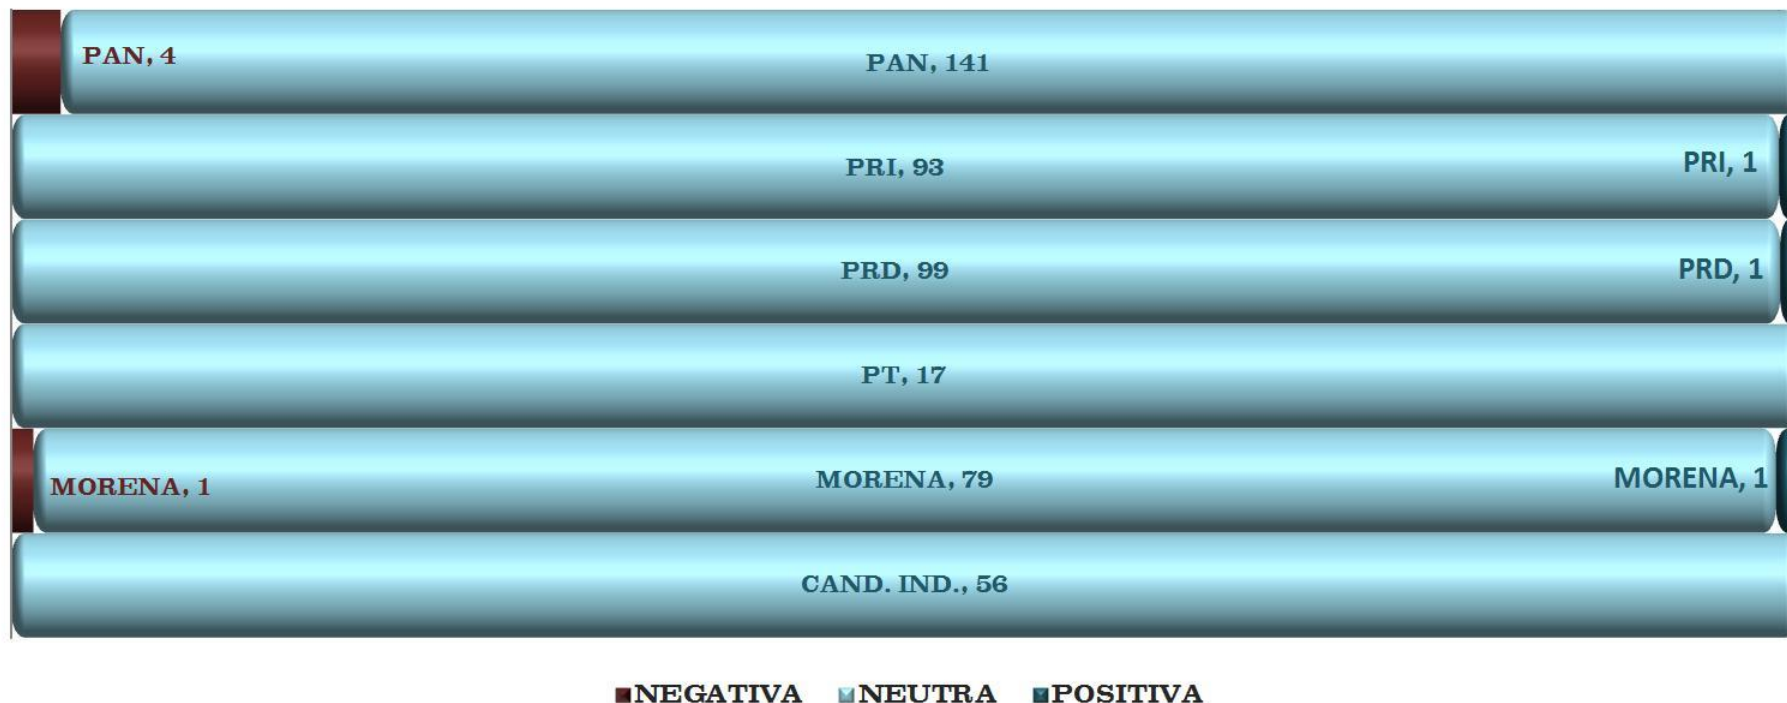 PAN, 4 PAN, 141
PRI, 93 PRI, 1
PRD, 99 PRD, 1
PT, 17
MORENA, 1 MORENA, 79 MORENA, 1
CAND. IND., 56
NEGATIVA NEUTRA POSITIVA